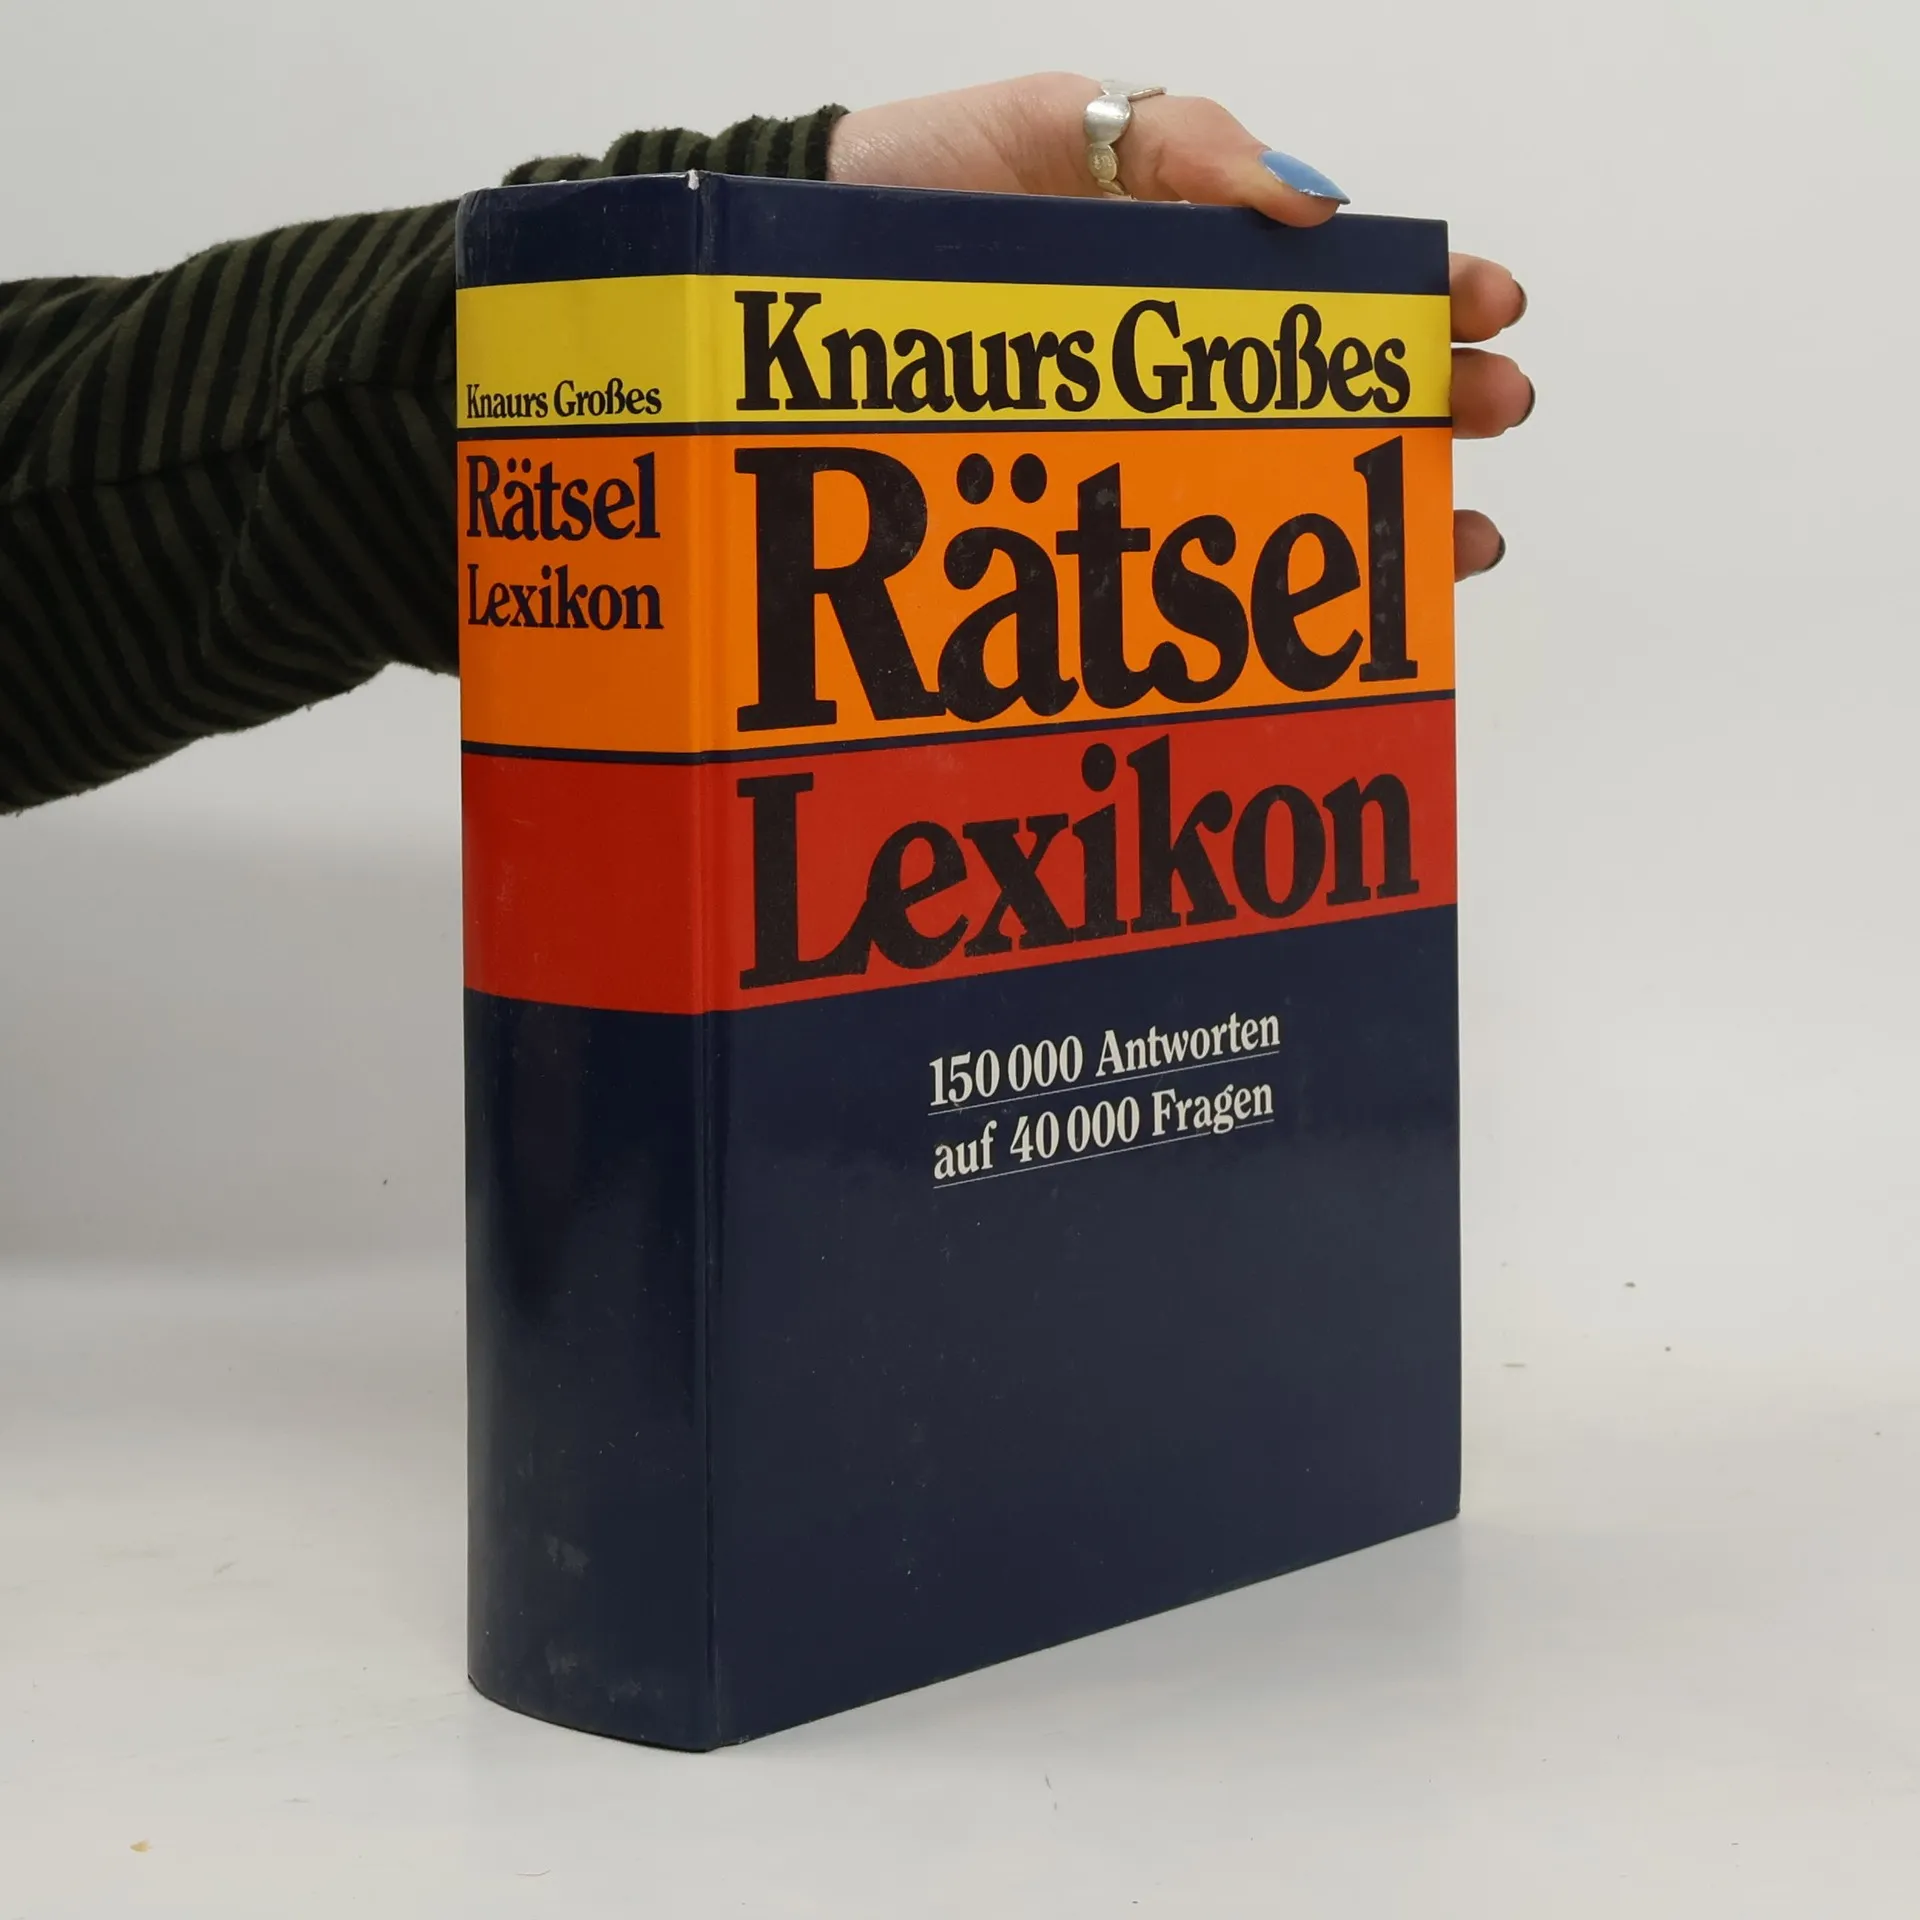 Knaurs Großes
Rätsel
Lexikon
Knaurs Großes
Rätsel
Lexikon
150 000 Antworten
auf 40 000 Fragen